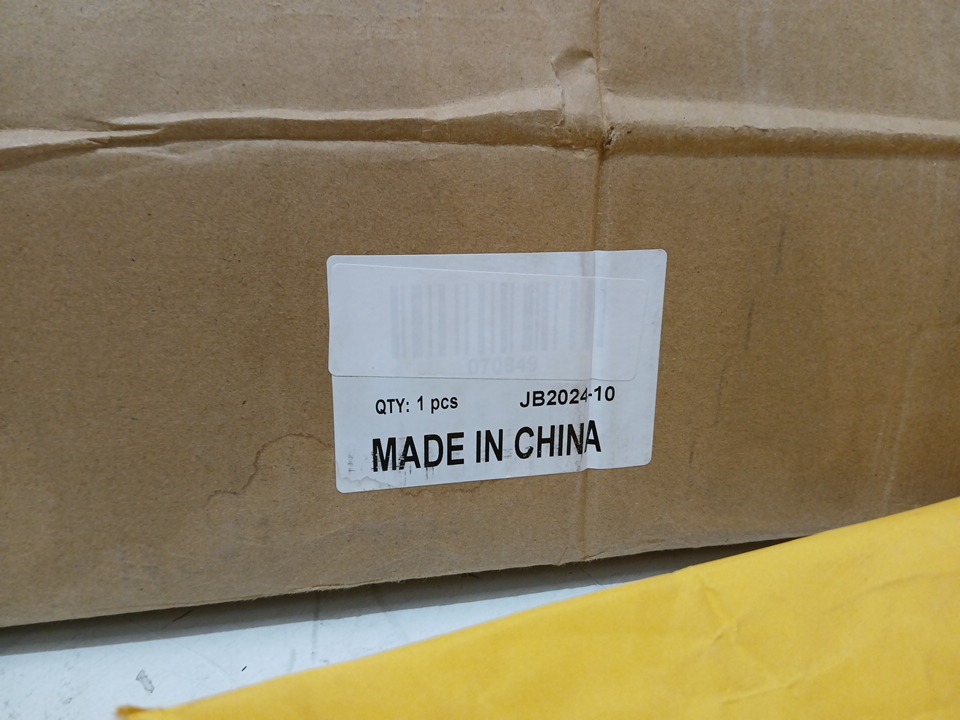 070849
QTY: 1 pcs JB2024-10
MADE IN CHINA